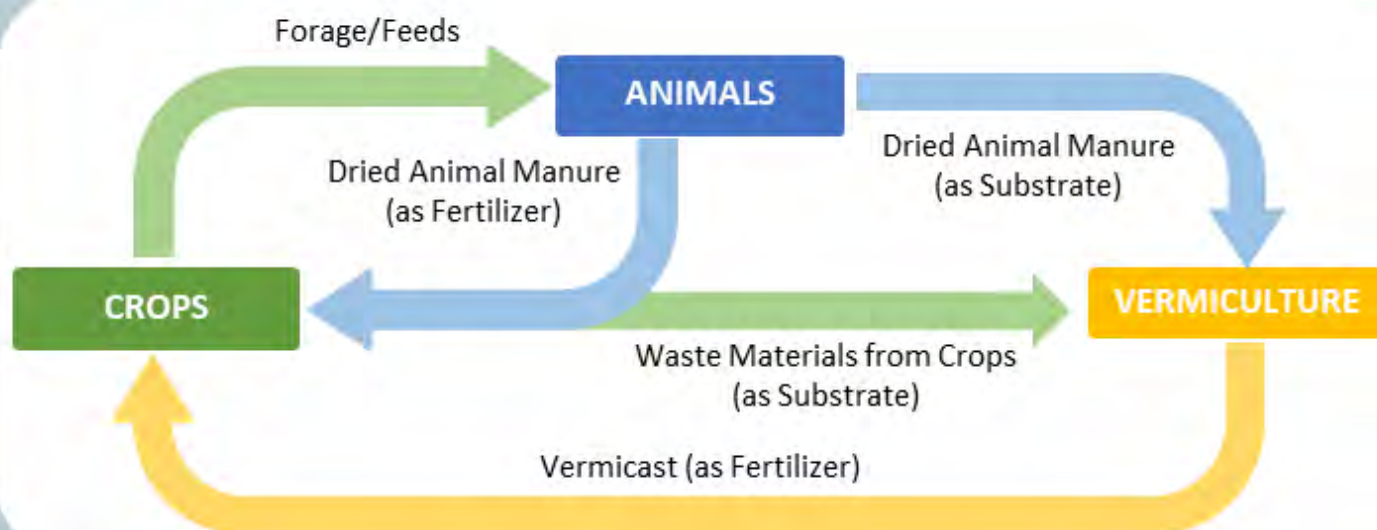 Forage/Feeds
ANIMALS
Dried Animal Manure
(as Fertilizer)
Dried Animal Manure
(as Substrate)
CROPS
VERMICULTURE
Waste Materials from Crops
(as Substrate)
Vermicast (as Fertilizer)